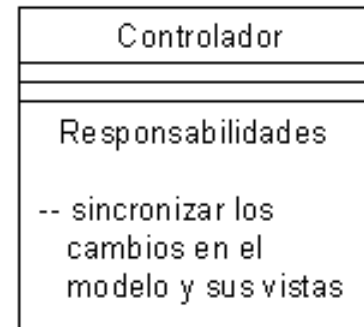 Controlador
Responsabilidades
-- sincronizar los
cambios en el
modelo y sus vistas